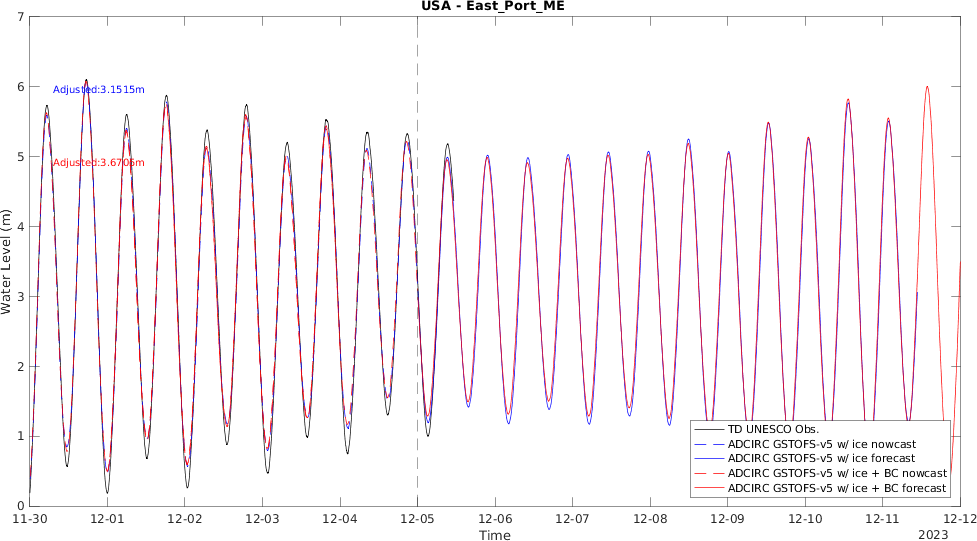 USA - East_Port_ME
7
6
5
4
3
2
1
0
Water Level (m)
Adjusted:3.1515m
Adjusted:3.6705m
TD UNESCO Obs.
ADCIRC GSTOFS-v5 w/ ice nowcast
ADCIRC GSTOFS-v5 w/ ice forecast
ADCIRC GSTOFS-v5 w/ ice + BC nowcast
ADCIRC GSTOFS-v5 w/ ice + BC forecast
11-30 12-01 12-02 12-03 12-04 12-05 12-06 12-07 12-08 12-09 12-10 12-11 12-12
Time
2023